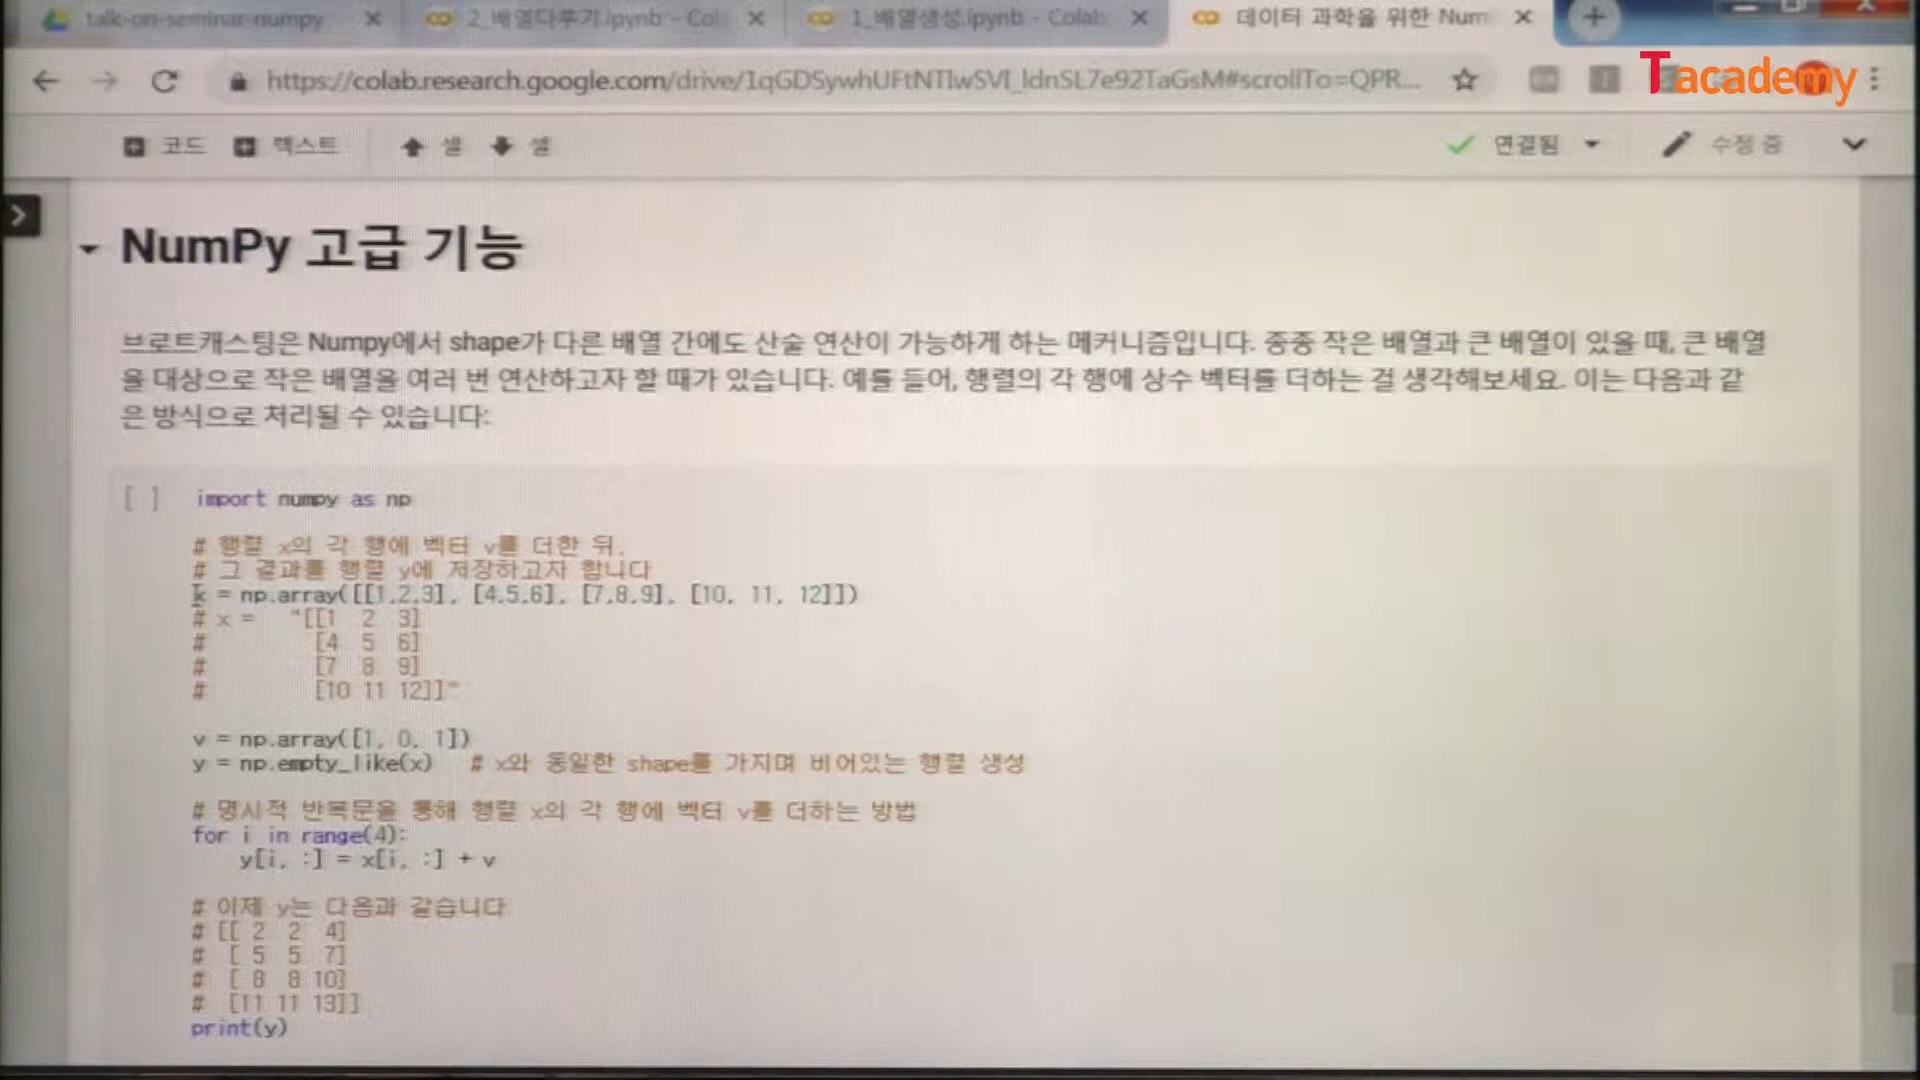 talk-on-seminar-numpy
2_배열다루기.ipynb - Col
1_배열생성.ipynb - Colab
데이터 과학을 위한 Num
https://colab.research.google.com/drive/1qGDSywhUFtNTlwSVl_ldnSL7e92TaGsM#scrollTo=QPR...
Tacademy
코드 텍스트 셀 셀
연결됨 수정 중
NumPy 고급 기능
브로트캐스팅은 Numpy에서 shape가 다른 배열 간에도 산술 연산이 가능하게 하는 메커니즘입니다. 종종 작은 배열과 큰 배열이 있을 때, 큰 배열
을 대상으로 작은 배열을 여러 번 연산하고자 할 때가 있습니다. 예를 들어, 행렬의 각 행에 상수 벡터를 더하는 걸 생각해보세요. 이는 다음과 같
은 방식으로 처리될 수 있습니다:
[ ] import numpy as np
# 행렬 x의 각 행에 벡터 v를 더한 뒤,
# 그 결과를 행렬 y에 저장하고자 합니다
x = np.array([[1,2,3], [4,5,6], [7,8,9], [10, 11, 12]])
# x = "[[1 2 3]
# [4 5 6]
# [7 8 9]
# [10 11 12]]"
v = np.array([1, 0, 1])
y = np.empty_like(x) # x와 동일한 shape를 가지며 비어있는 행렬 생성
# 명시적 반복문을 통해 행렬 x의 각 행에 벡터 v를 더하는 방법
for i in range(4):
y[i, :] = x[i, :] + v
# 이제 y는 다음과 같습니다
# [[ 2 2 4]
# [ 5 5 7]
# [ 8 8 10]
# [11 11 13]]
print(y)